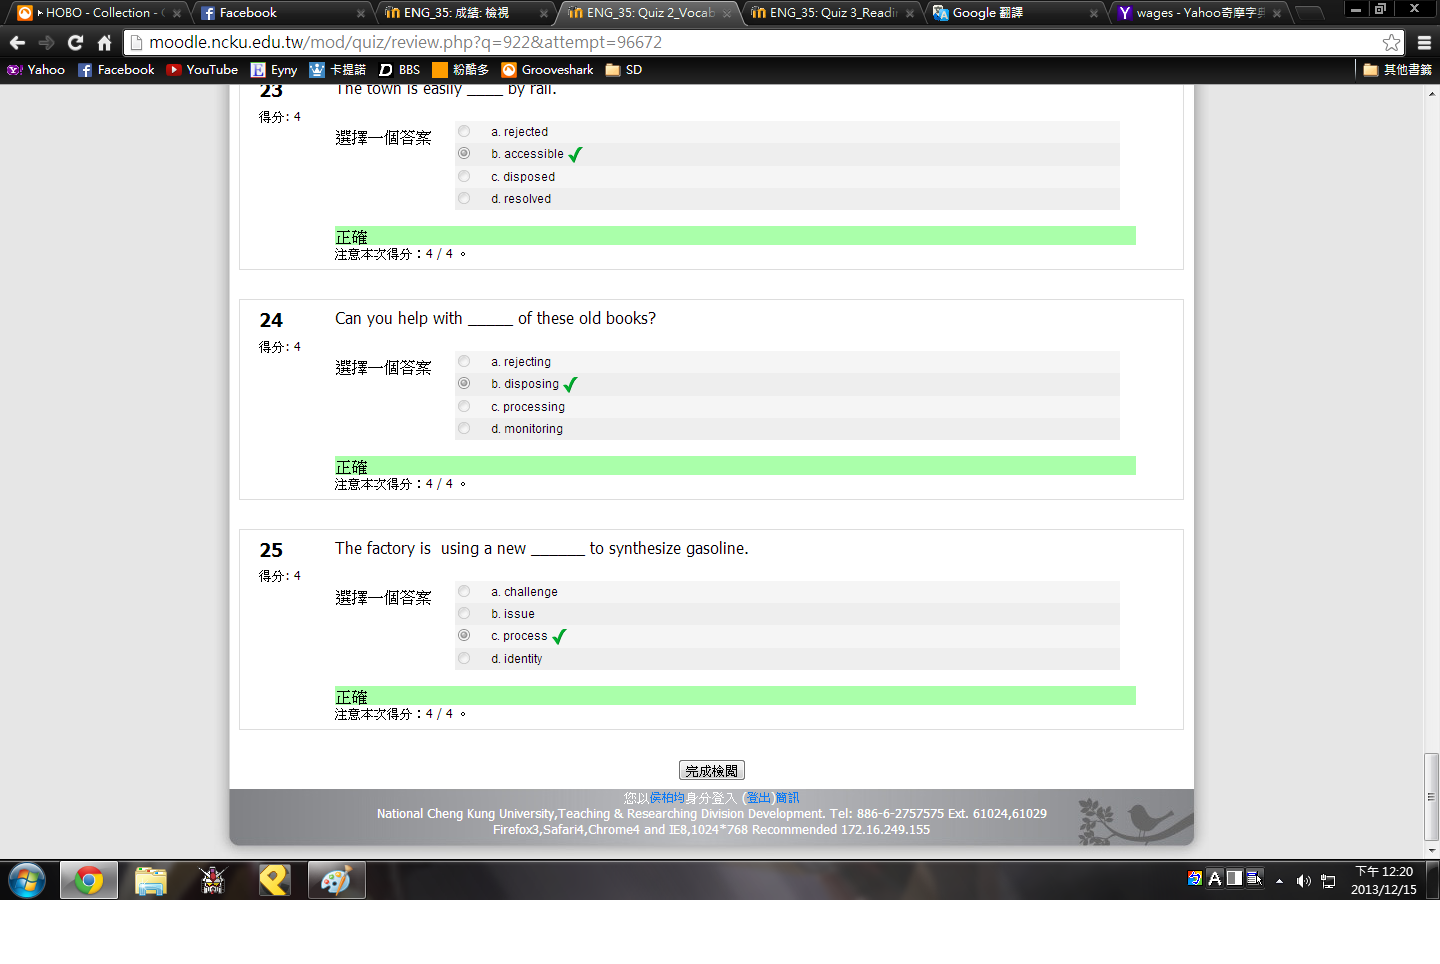 HOBO - Collection - 
Facebook
ENG_35: 成績: 檢視
ENG_35: Quiz 2_Vocab
ENG_35: Quiz 3_Readi
Google 翻譯
wages - Yahoo奇摩字典
moodle.ncku.edu.tw/mod/quiz/review.php?q=922&attempt=96672
Yahoo Facebook YouTube Eyny 卡提諾 BBS 粉酷多 Grooveshark SD 其他書籤
23 The town is easily _____ by rail.
得分: 4
選擇一個答案
a. rejected
b. accessible
c. disposed
d. resolved
正確
注意本次得分：4 / 4 。
24 Can you help with ______ of these old books?
得分: 4
選擇一個答案
a. rejecting
b. disposing
c. processing
d. monitoring
正確
注意本次得分：4 / 4 。
25 The factory is  using a new _______ to synthesize gasoline.
得分: 4
選擇一個答案
a. challenge
b. issue
c. process
d. identity
正確
注意本次得分：4 / 4 。
完成檢閱
您以侯柏均身分登入 (登出)簡訊
National Cheng Kung University,Teaching & Researching Division Development. Tel: 886-6-2757575 Ext. 61024,61029
Firefox3,Safari4,Chrome4 and IE8,1024*768 Recommended 172.16.249.155
下午 12:20
2013/12/15